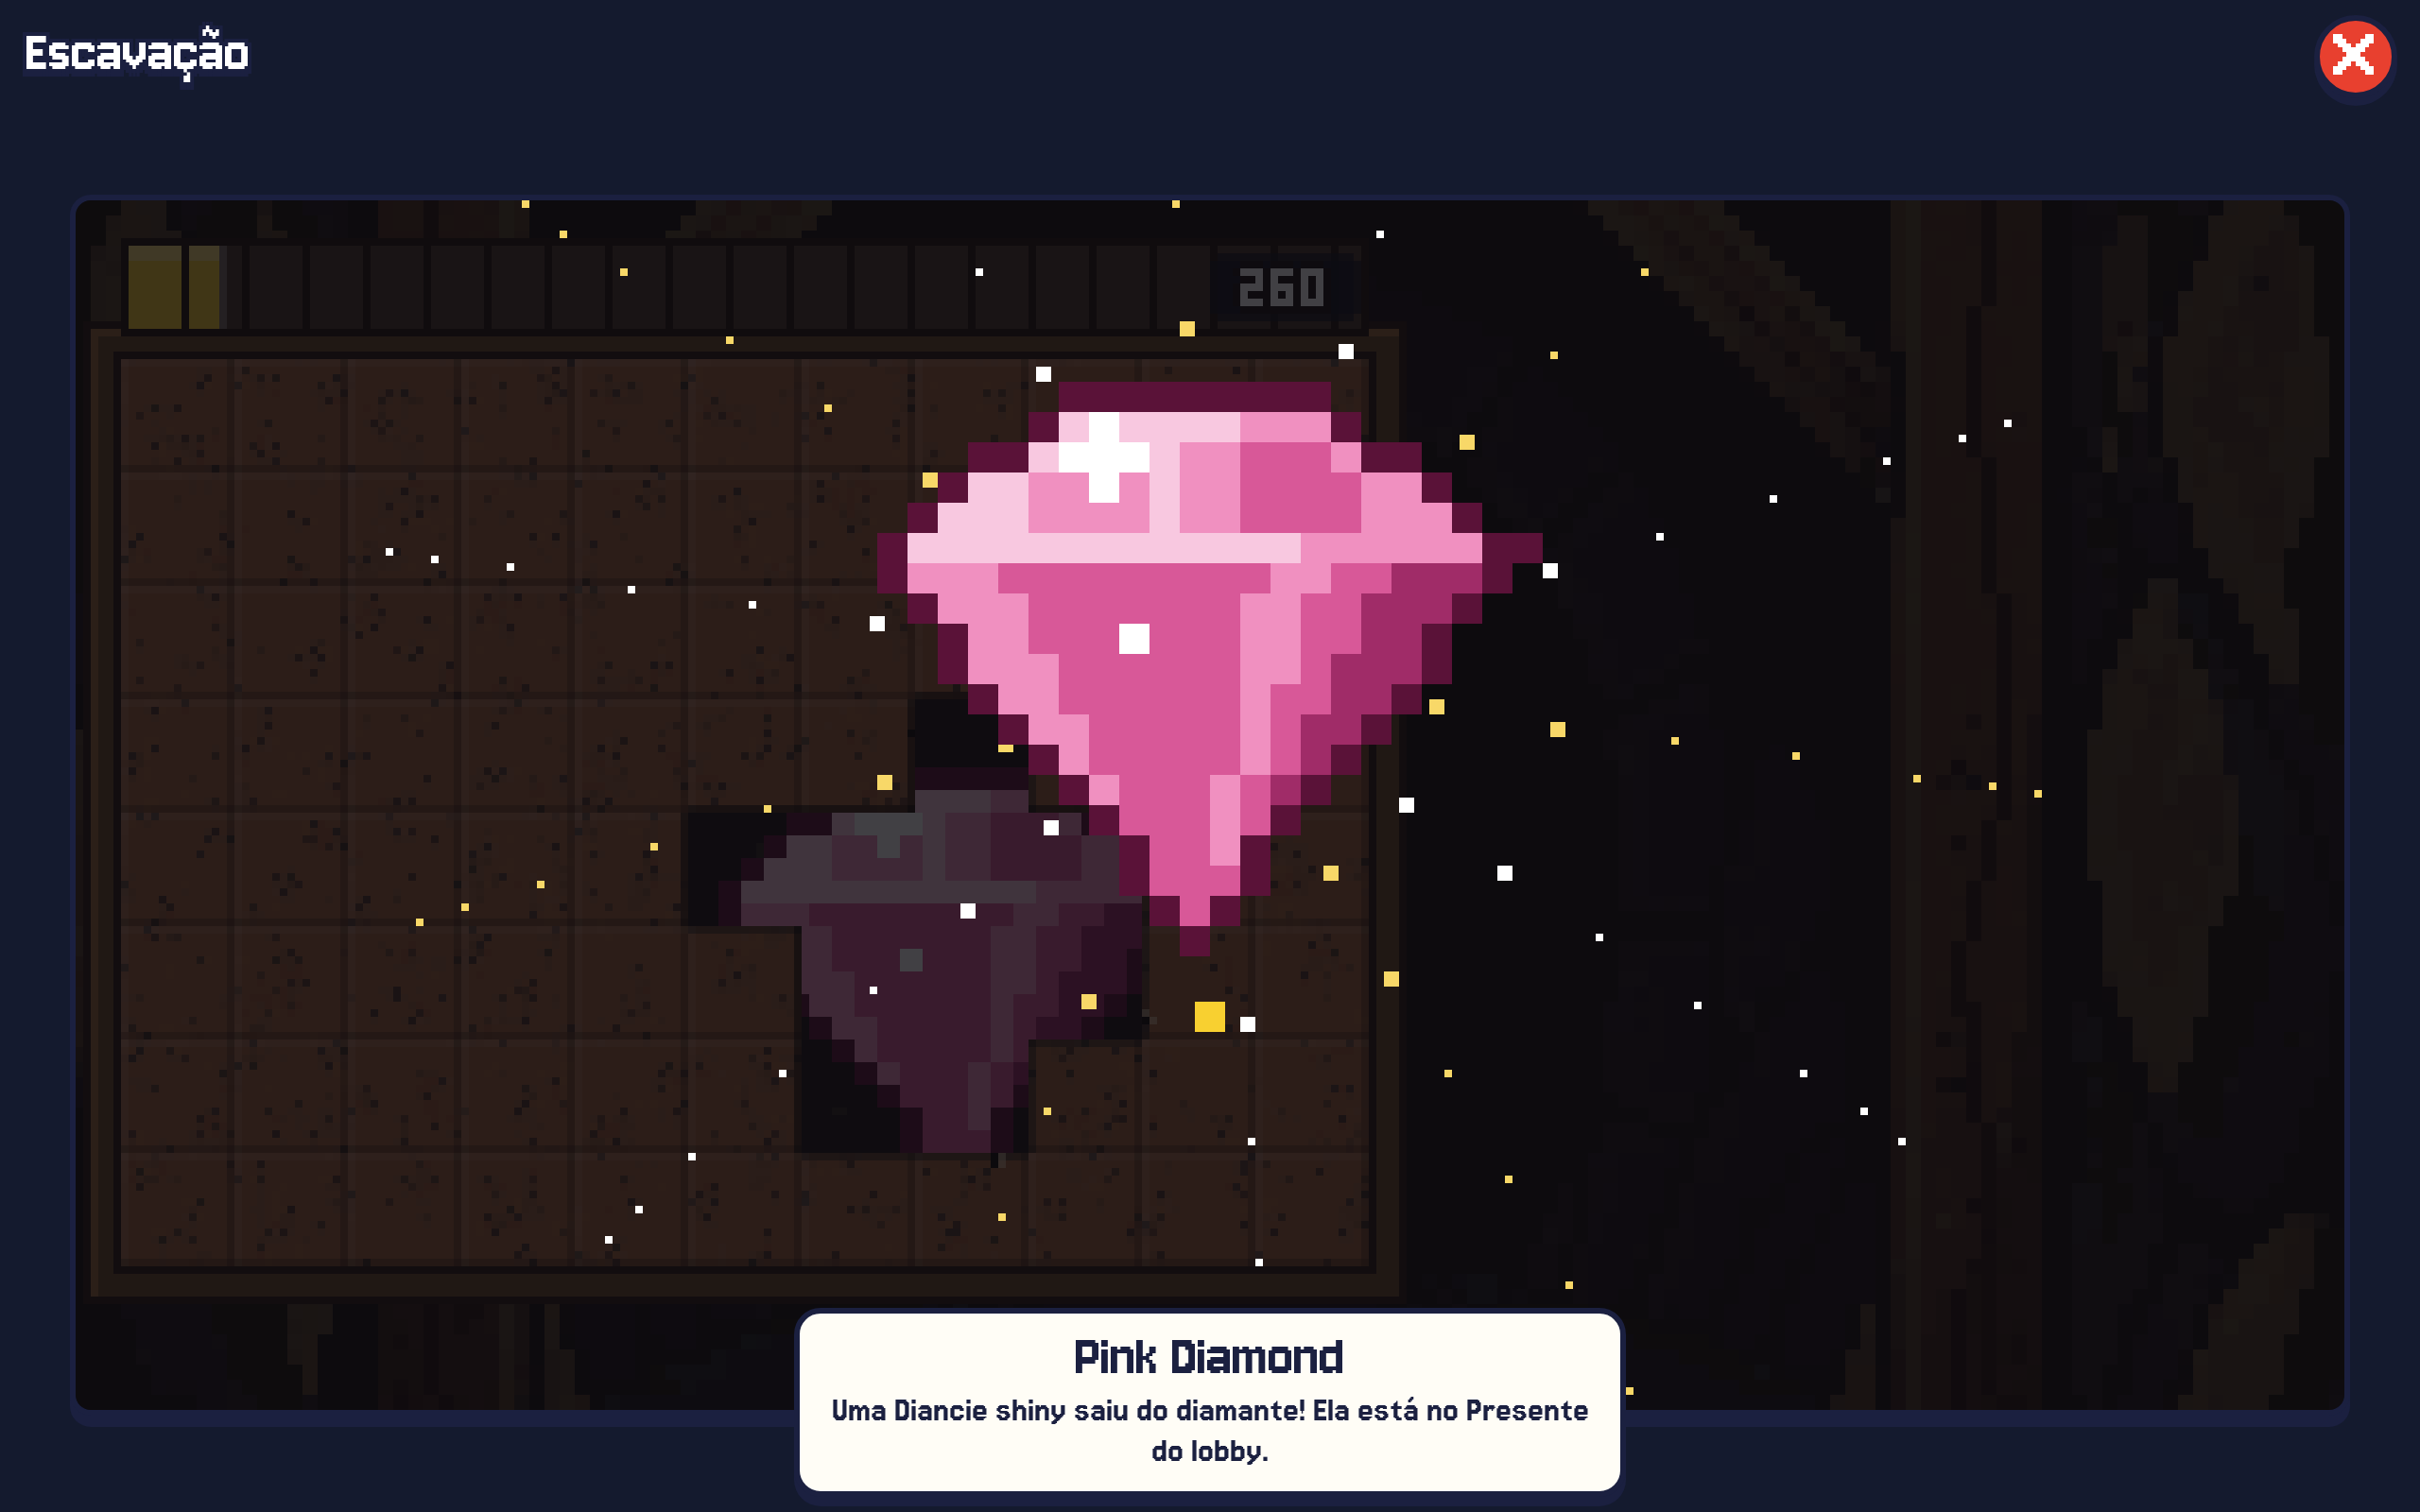 Escavação
260
Pink Diamond
Uma Diancie shiny saiu do diamante! Ela está no Presente
do lobby.